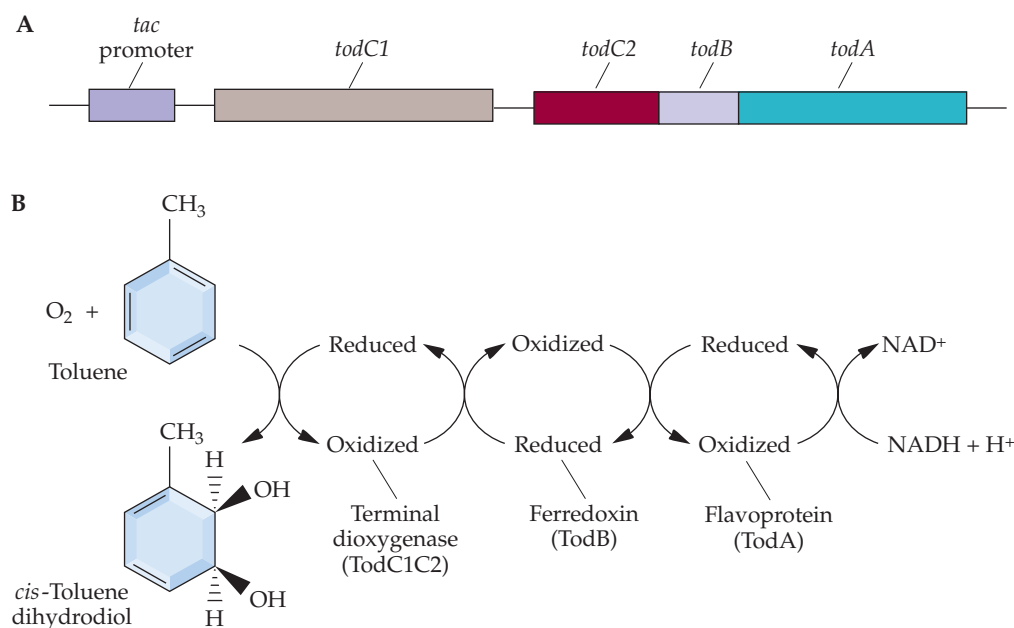 A
tac
promoter
todC1
todC2
todB
todA
B
CH3
O2 +
Toluene
Reduced
Oxidized
Reduced
NAD+
CH3
H
OH
Oxidized
Reduced
Oxidized
NADH + H+
OH
H
cis-Toluene
dihydrodiol
Terminal
dioxygenase
(TodC1C2)
Ferredoxin
(TodB)
Flavoprotein
(TodA)